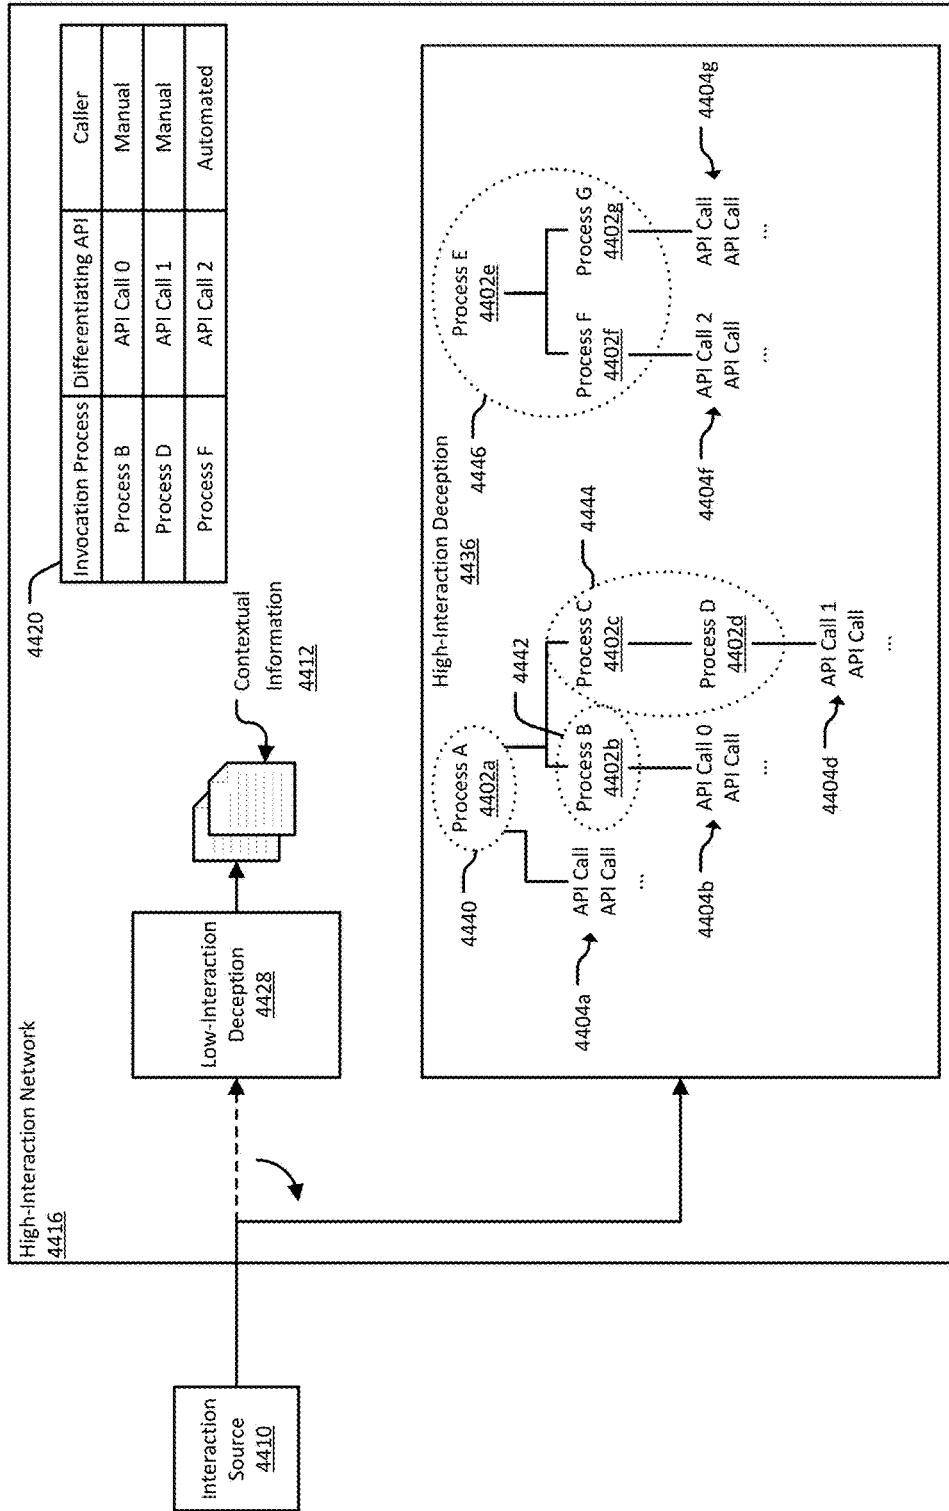 High-Interaction Network
4416
Interaction
Source
4410
Low-Interaction
Deception
4428
Contextual
Information
4412
4420
Invocation Process Differentiating API Caller
Process B API Call 0 Manual
Process D API Call 1 Manual
Process F API Call 2 Automated
High-Interaction Deception
4436
4440
Process A
4402a
4442
4444
4446
Process B
4402b
Process C
4402c
Process D
4402d
Process E
4402e
Process F
4402f
Process G
4402g
4404a
API Call
API Call
...
4404b
API Call 0
API Call
...
4404d
API Call 1
API Call
...
4404f
API Call 2
API Call
...
4404g
API Call
API Call
...